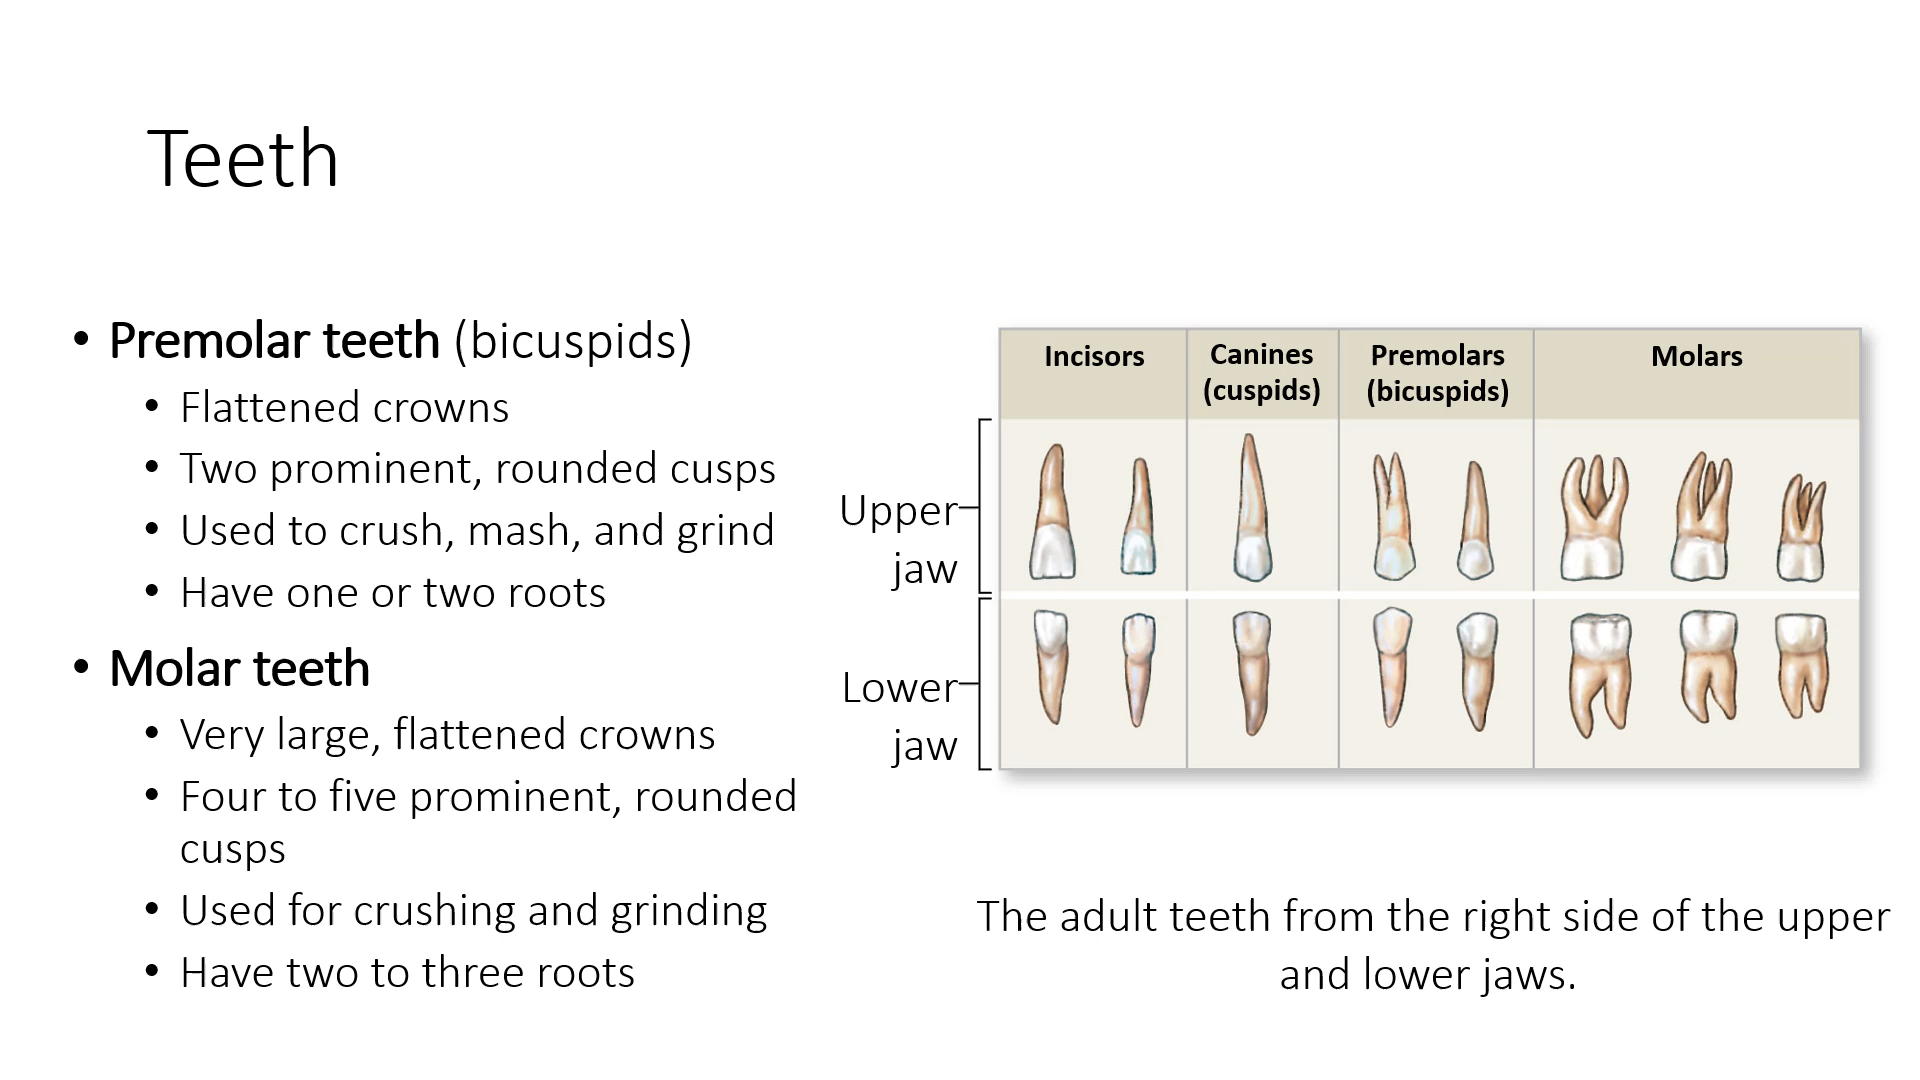 Teeth
• Premolar teeth (bicuspids)
• Flattened crowns
• Two prominent, rounded cusps
• Used to crush, mash, and grind
• Have one or two roots
• Molar teeth
• Very large, flattened crowns
• Four to five prominent, rounded
cusps
• Used for crushing and grinding
• Have two to three roots
Incisors
Canines
(cuspids)
Premolars
(bicuspids)
Molars
Upper
jaw
Lower
jaw
The adult teeth from the right side of the upper
and lower jaws.